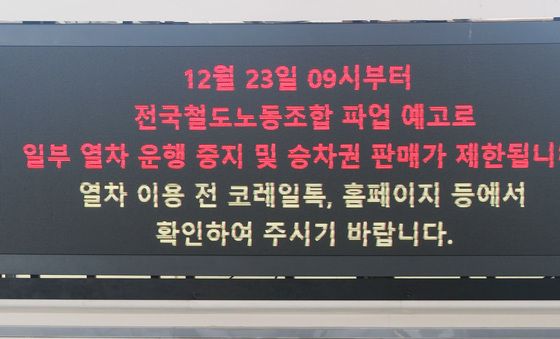 12월 23일 09시부터
전국철도노동조합 파업 예고로
일부 열차 운행 중지 및 승차권 판매가 제한됩니
열차 이용 전 코레일톡, 홈페이지 등에서
확인하여 주시기 바랍니다.